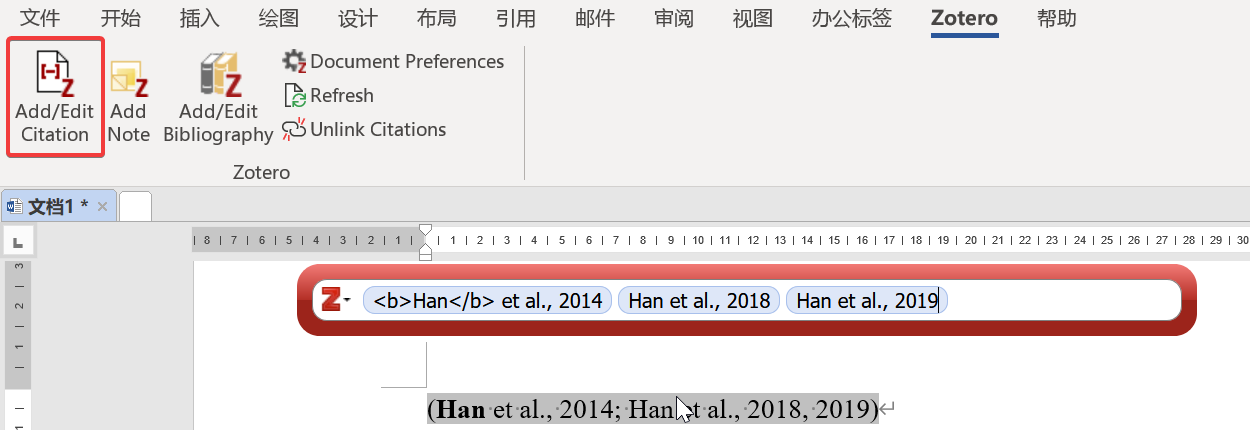 文件 开始 插入 绘图 设计 布局 引用 邮件 审阅 视图 办公标签 Zotero 帮助
Add/Edit Citation
Add Note
Add/Edit Bibliography
Document Preferences
Refresh
Unlink Citations
Zotero
文档1 *
8 7 6 5 4 3 2 1 1 2 3 4 5 6 7 8 9 10 11 12 13 14 15 16 17 18 19 20 21 22 23 24 25 26 27 28 29 30
3
2
1
1
Z <b>Han</b> et al., 2014 Han et al., 2018 Han et al., 2019
(Han et al., 2014; Han et al., 2018, 2019)